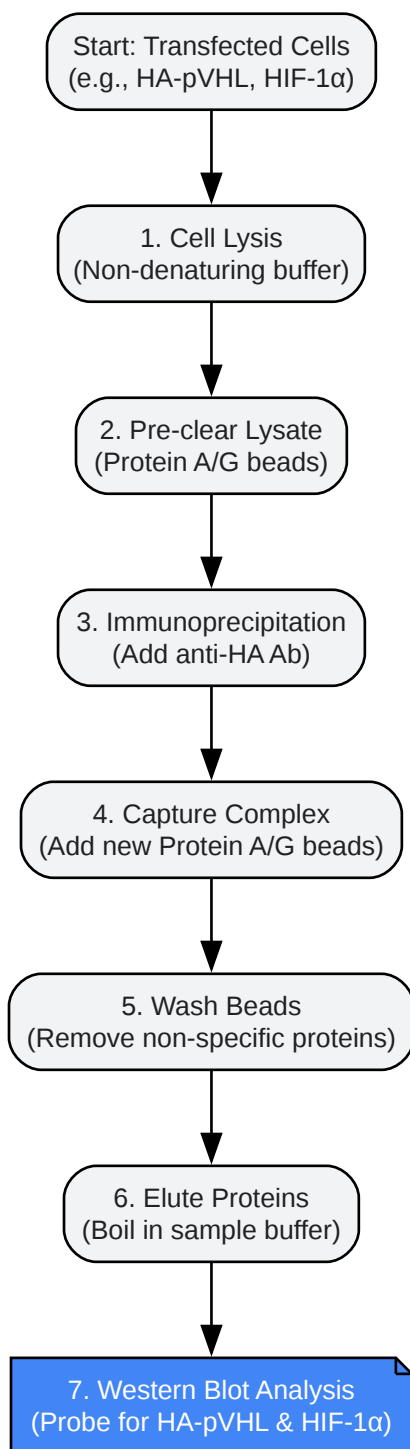 Start: Transfected Cells
(e.g., HA-pVHL, HIF-1α)
1. Cell Lysis
(Non-denaturing buffer)
2. Pre-clear Lysate
(Protein A/G beads)
3. Immunoprecipitation
(Add anti-HA Ab)
4. Capture Complex
(Add new Protein A/G beads)
5. Wash Beads
(Remove non-specific proteins)
6. Elute Proteins
(Boil in sample buffer)
7. Western Blot Analysis
(Probe for HA-pVHL & HIF-1α)